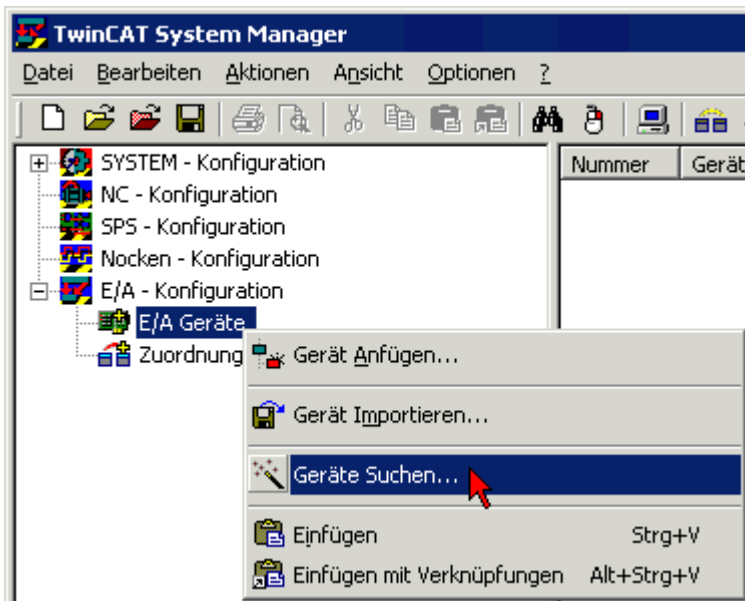 TwinCAT System Manager
Datei Bearbeiten Aktionen Ansicht Optionen ?
SYSTEM - Konfiguration
NC - Konfiguration
SPS - Konfiguration
Nocken - Konfiguration
E/A - Konfiguration
E/A Geräte
Zuordnung
Nummer Gerät
Gerät Anfügen...
Gerät Importieren...
Geräte Suchen...
Einfügen Strg+V
Einfügen mit Verknüpfungen Alt+Strg+V